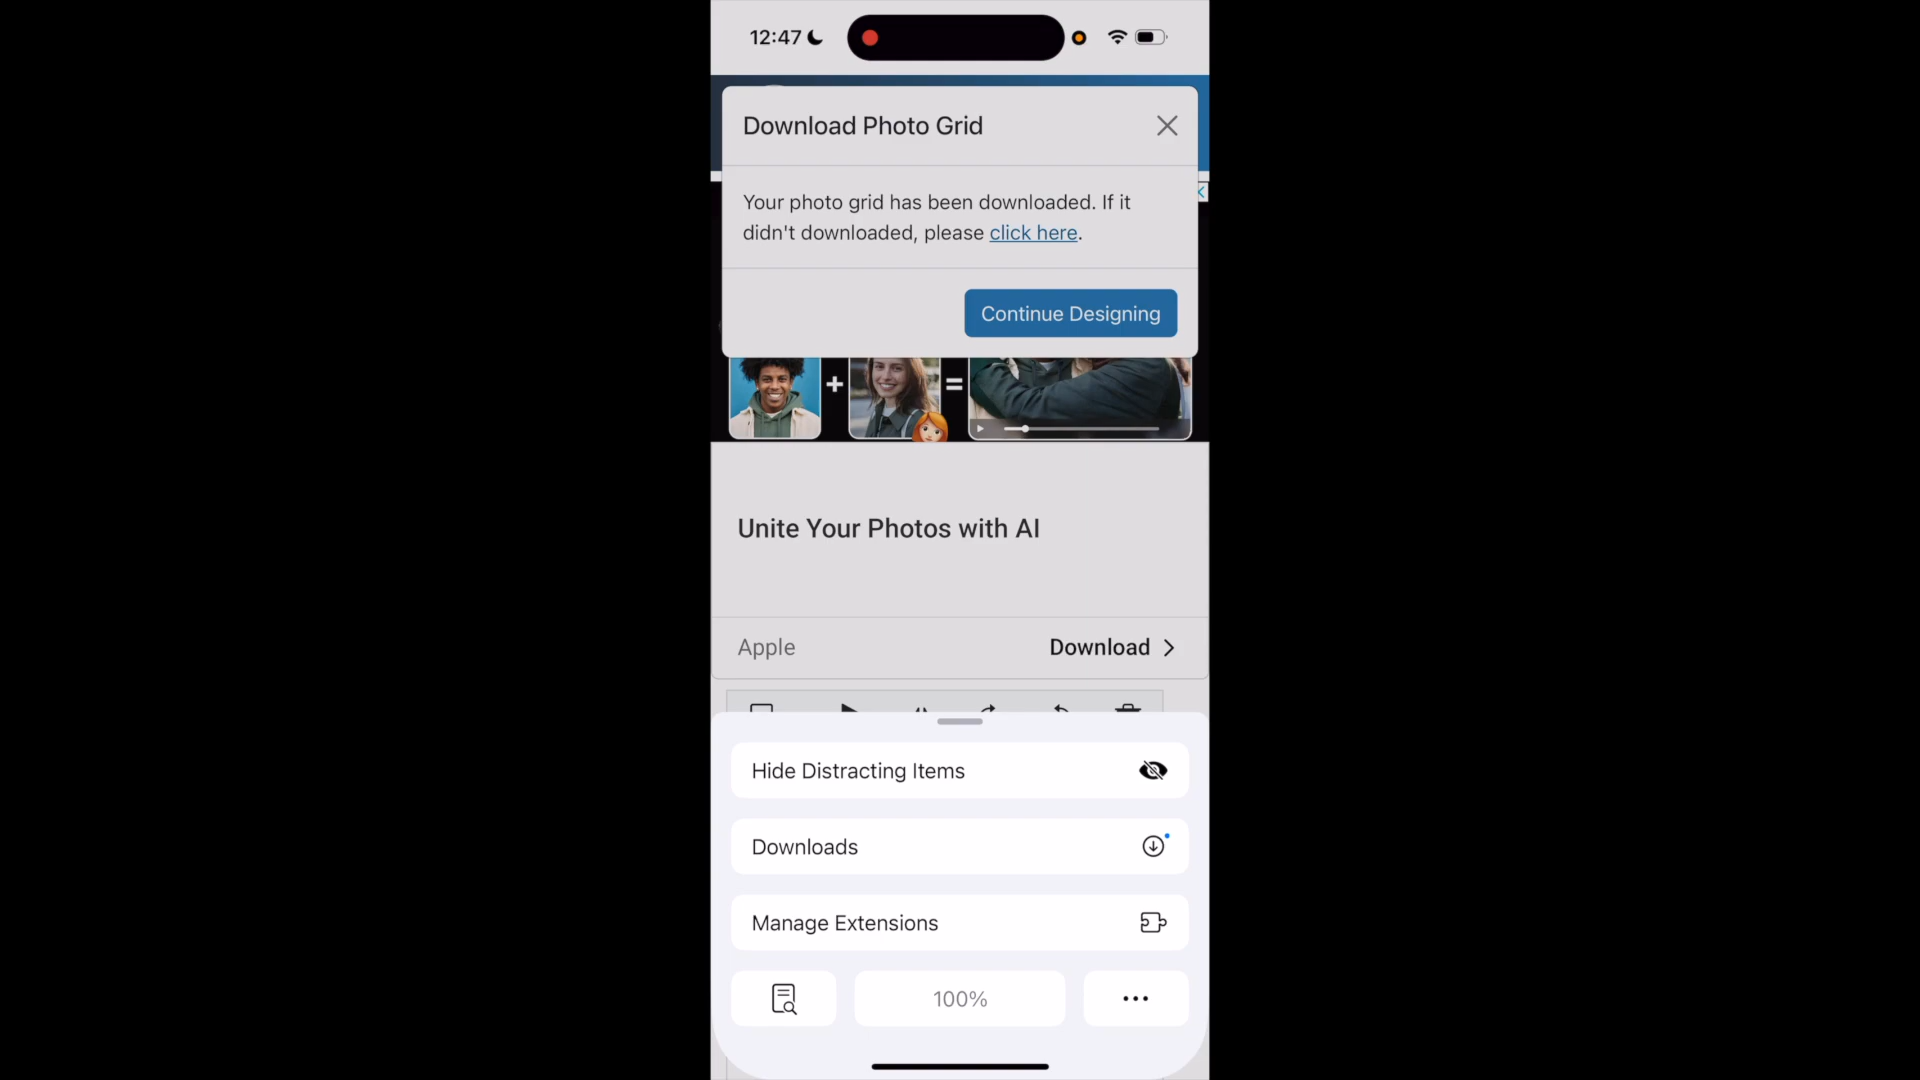 12:47
Download Photo Grid
Your photo grid has been downloaded. If it
didn't downloaded, please click here.
Continue Designing
Unite Your Photos with AI
Apple
Download
Hide Distracting Items
Downloads
Manage Extensions
100%